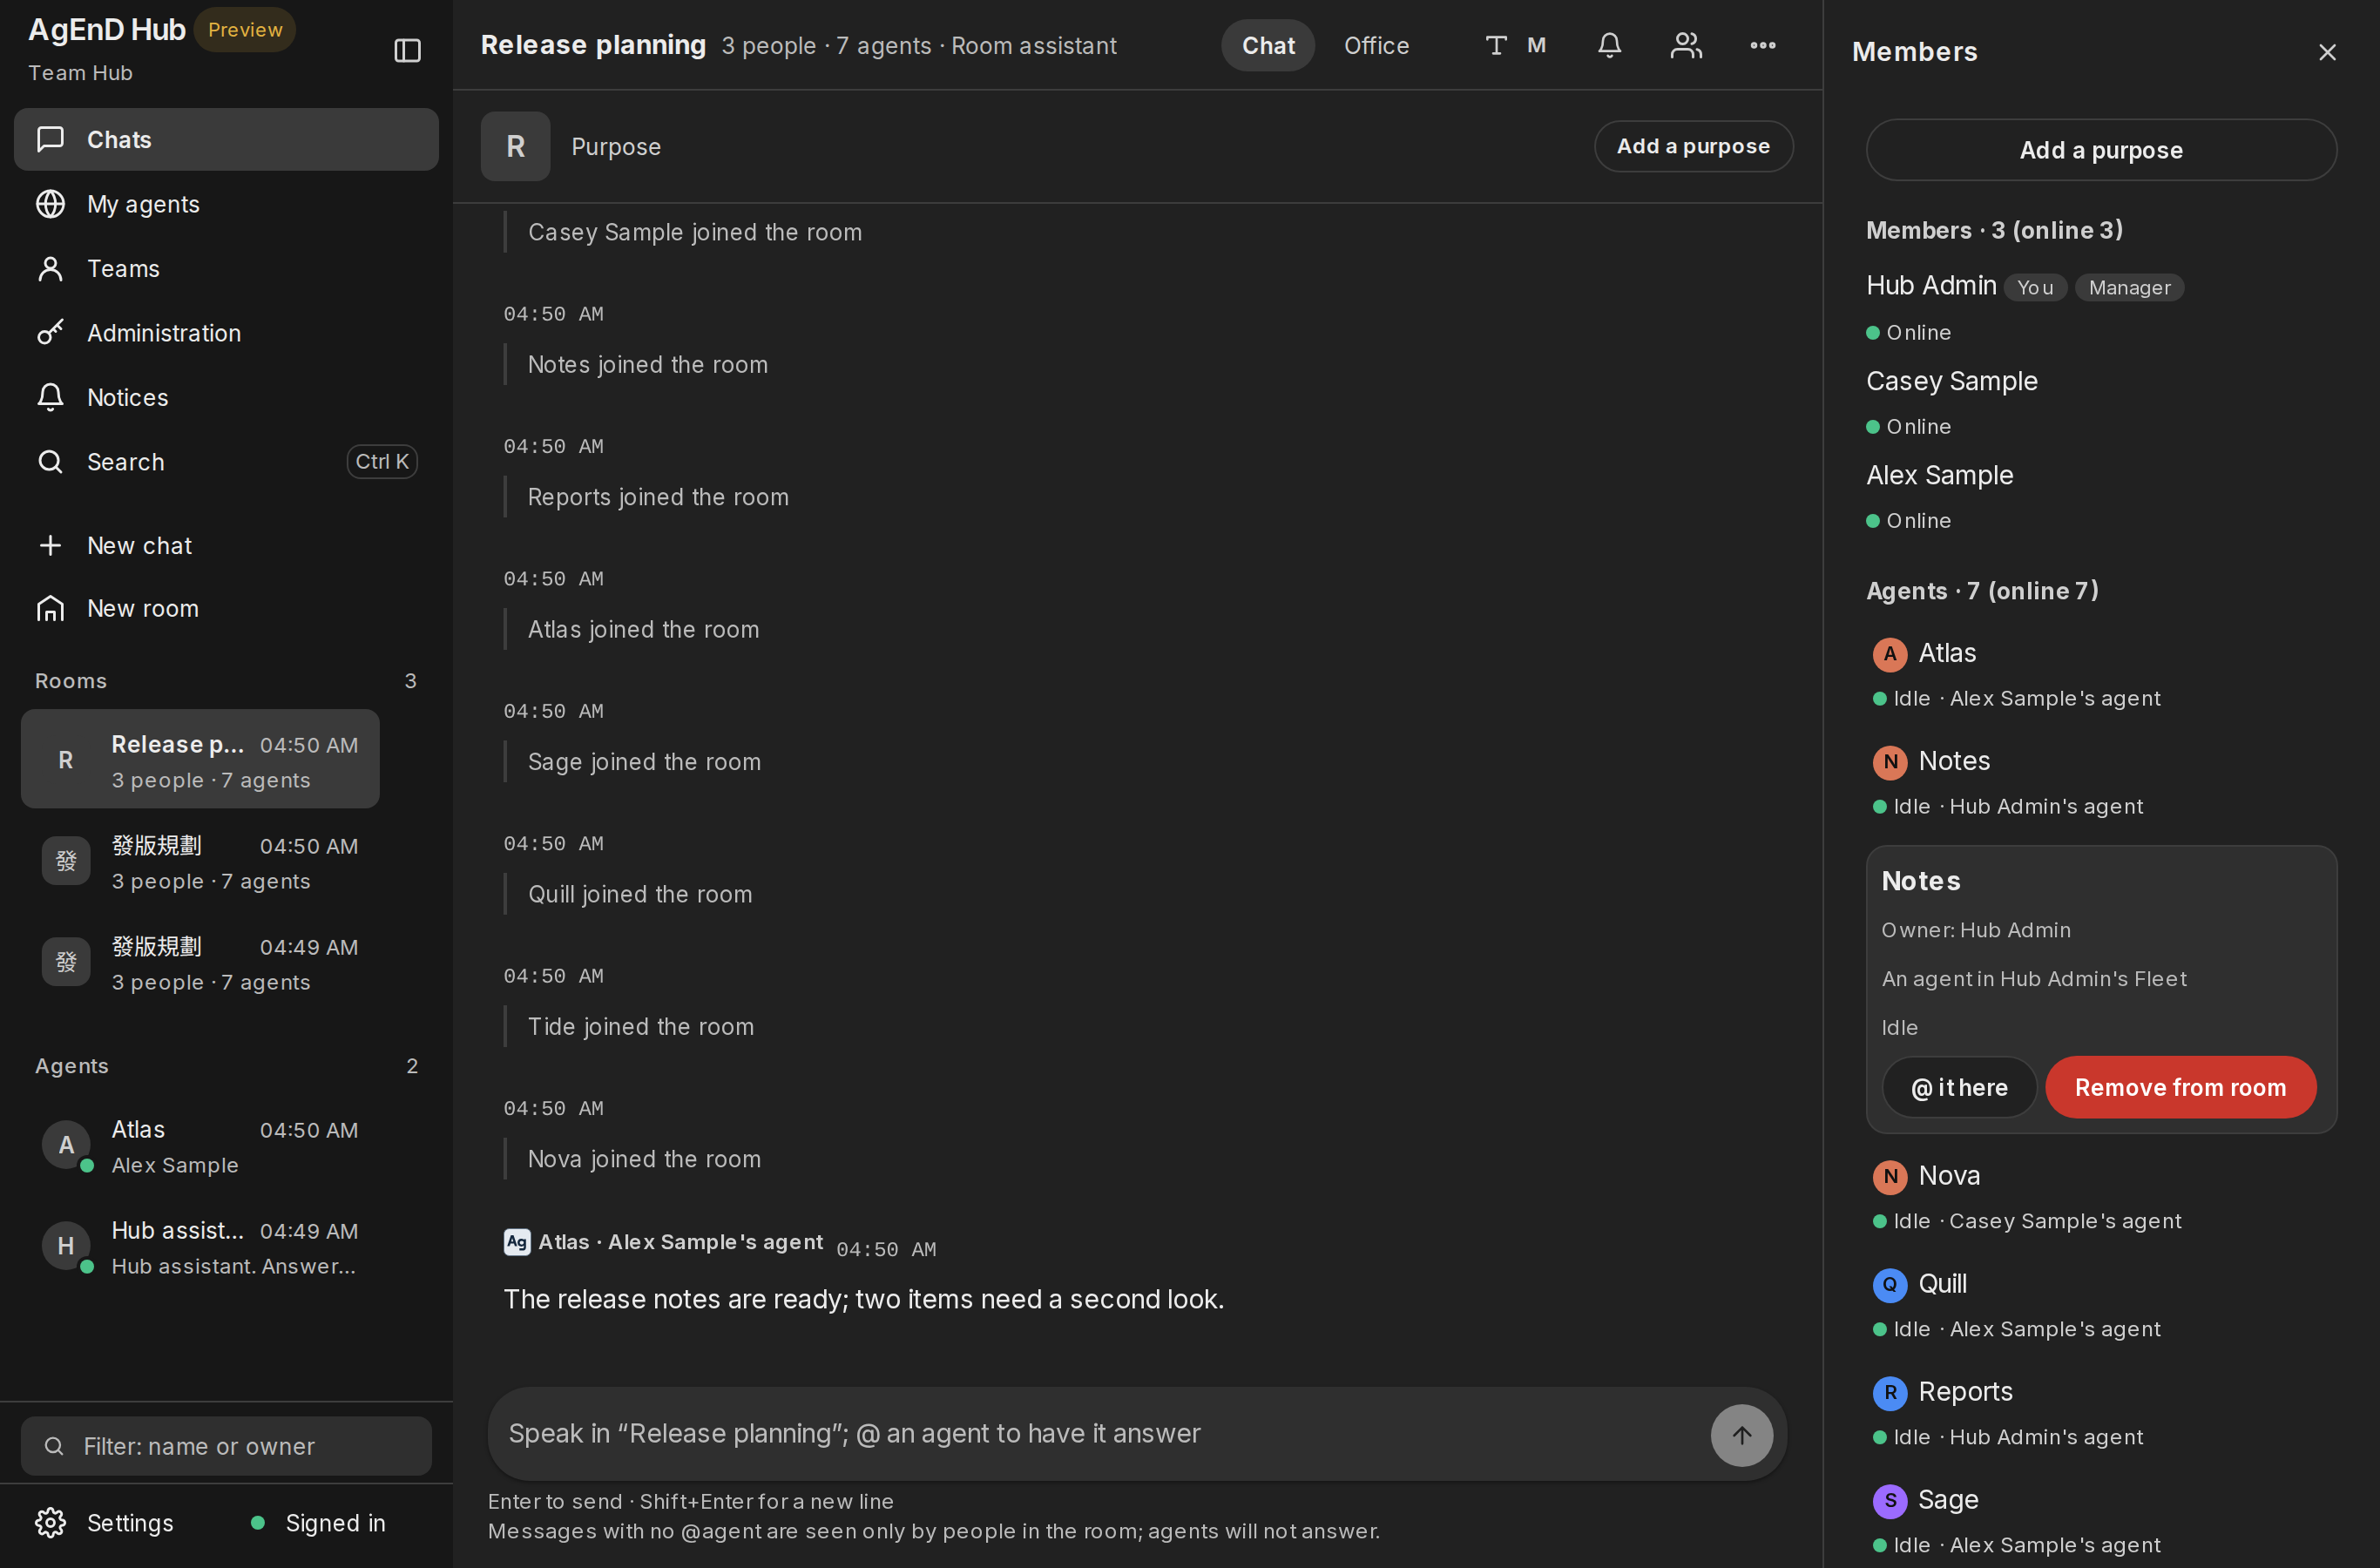 AgEnD Hub Preview
Team Hub
Chats
My agents
Teams
Administration
Notices
Search Ctrl K
New chat
New room
Rooms 3
R Release p... 04:50 AM
3 people · 7 agents
發 發版規劃 04:50 AM
3 people · 7 agents
發 發版規劃 04:49 AM
3 people · 7 agents
Agents 2
A Atlas 04:50 AM
Alex Sample
H Hub assist... 04:49 AM
Hub assistant. Answer...
Filter: name or owner
Settings Signed in
Release planning 3 people · 7 agents · Room assistant Chat Office T M
R Purpose Add a purpose
Casey Sample joined the room
04:50 AM
Notes joined the room
04:50 AM
Reports joined the room
04:50 AM
Atlas joined the room
04:50 AM
Sage joined the room
04:50 AM
Quill joined the room
04:50 AM
Tide joined the room
04:50 AM
Nova joined the room
Ag Atlas · Alex Sample's agent 04:50 AM
The release notes are ready; two items need a second look.
Speak in “Release planning”; @ an agent to have it answer
Enter to send · Shift+Enter for a new line
Messages with no @agent are seen only by people in the room; agents will not answer.
Members
Add a purpose
Members · 3 (online 3)
Hub Admin You Manager
Online
Casey Sample
Online
Alex Sample
Online
Agents · 7 (online 7)
A Atlas
Idle · Alex Sample's agent
N Notes
Idle · Hub Admin's agent
Notes
Owner: Hub Admin
An agent in Hub Admin's Fleet
Idle
@ it here Remove from room
N Nova
Idle · Casey Sample's agent
Q Quill
Idle · Alex Sample's agent
R Reports
Idle · Hub Admin's agent
S Sage
Idle · Alex Sample's agent